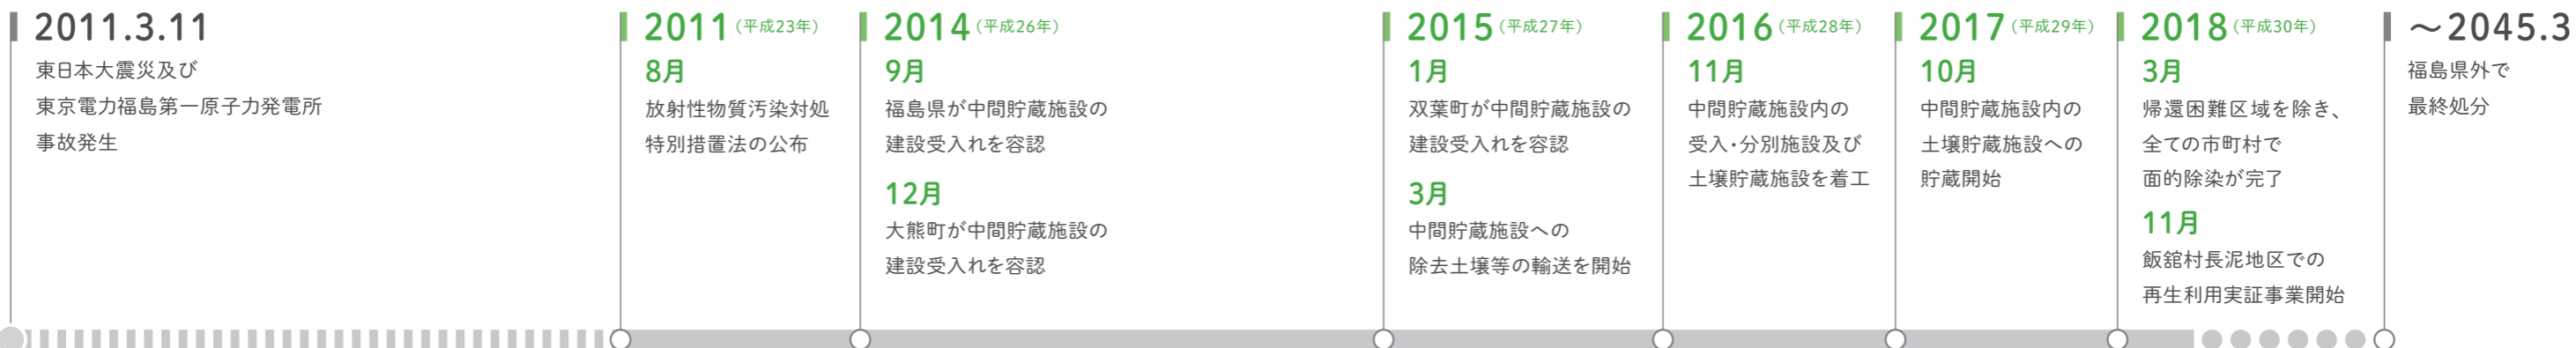 2011.3.11
東日本大震災及び
東京電力福島第一原子力発電所
事故発生
2011（平成23年）
8月
放射性物質汚染対処
特別措置法の公布
2014（平成26年）
9月
福島県が中間貯蔵施設の
建設受入れを容認
12月
大熊町が中間貯蔵施設の
建設受入れを容認
2015（平成27年）
1月
双葉町が中間貯蔵施設の
建設受入れを容認
3月
中間貯蔵施設への
除去土壌等の輸送を開始
2016（平成28年）
11月
中間貯蔵施設内の
受入・分別施設及び
土壌貯蔵施設を着工
2017（平成29年）
10月
中間貯蔵施設内の
土壌貯蔵施設への
貯蔵開始
2018（平成30年）
3月
帰還困難区域を除き、
全ての市町村で
面的除染が完了
11月
飯舘村長泥地区での
再生利用実証事業開始
～2045.3
福島県外で
最終処分